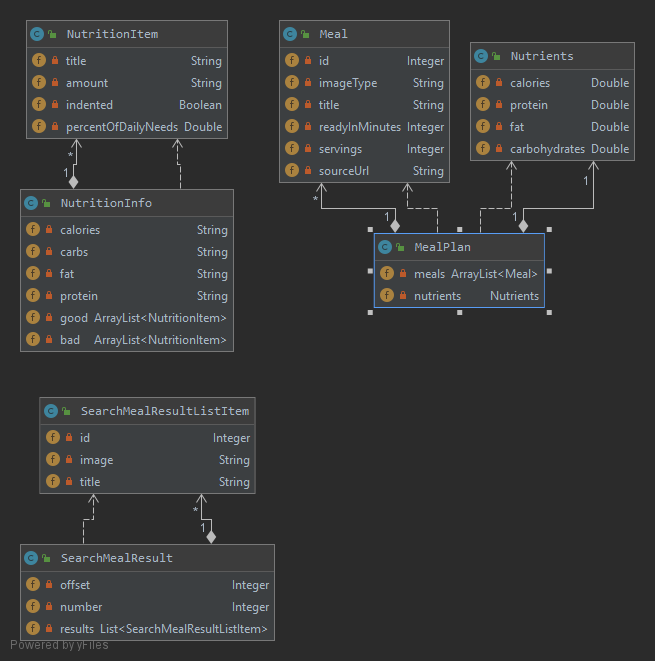 NutritionItem
title String
amount String
indented Boolean
percentOfDailyNeeds Double
* 
1
NutritionInfo
calories String
carbs String
fat String
protein String
good ArrayList<NutritionItem>
bad ArrayList<NutritionItem>
Meal
id Integer
imageType String
title String
readyInMinutes Integer
servings Integer
sourceUrl String
Nutrients
calories Double
protein Double
fat Double
carbohydrates Double
*
1
1
1
MealPlan
meals ArrayList<Meal>
nutrients Nutrients
SearchMealResultListItem
id Integer
image String
title String
*
1
SearchMealResult
offset Integer
number Integer
results List<SearchMealResultListItem>
Powered by yFiles